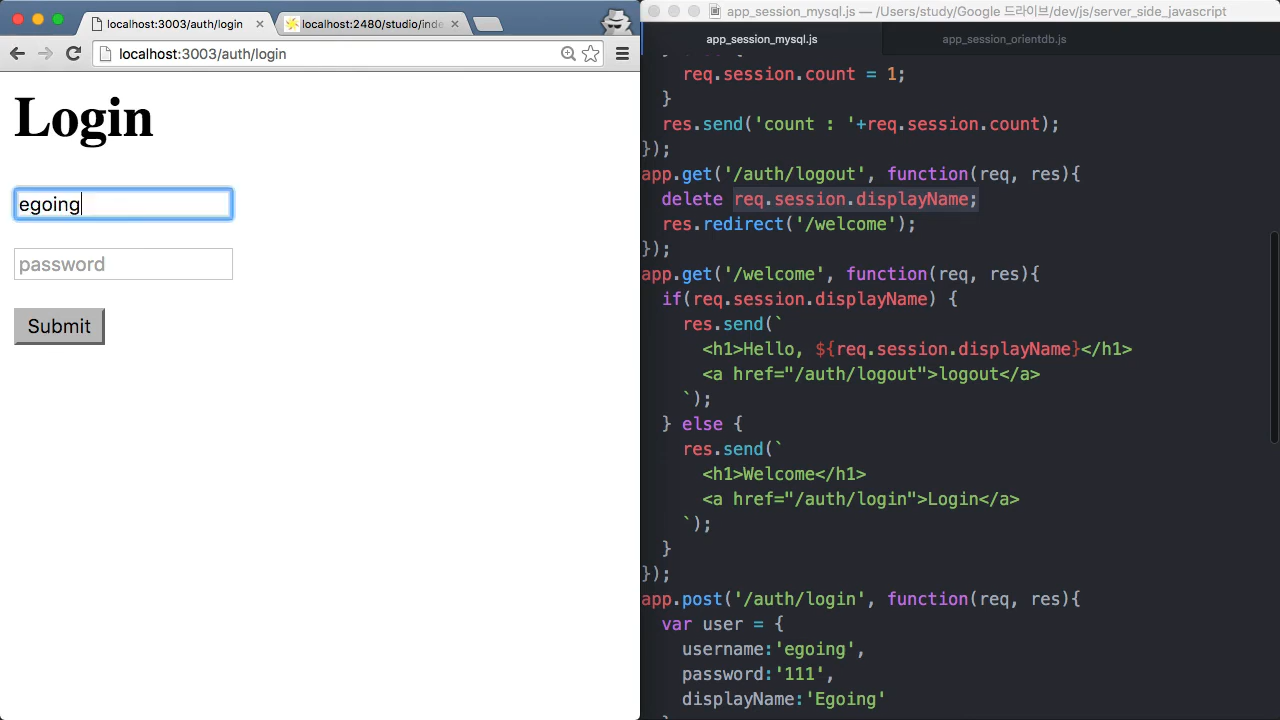 localhost:3003/auth/login
localhost:2480/studio/inde
localhost:3003/auth/login
Login
egoing
password
Submit
app_session_mysql.js — /Users/study/Google 드라이브/dev/js/server_side_javascript
app_session_mysql.js
app_session_orientdb.js
req.session.count = 1;
}
res.send('count : '+req.session.count);
});
app.get('/auth/logout', function(req, res){
delete req.session.displayName;
res.redirect('/welcome');
});
app.get('/welcome', function(req, res){
if(req.session.displayName) {
res.send(`
<h1>Hello, ${req.session.displayName}</h1>
<a href="/auth/logout">logout</a>
`);
} else {
res.send(`
<h1>Welcome</h1>
<a href="/auth/login">Login</a>
`);
}
});
app.post('/auth/login', function(req, res){
var user = {
username:'egoing',
password:'111',
displayName:'Egoing'